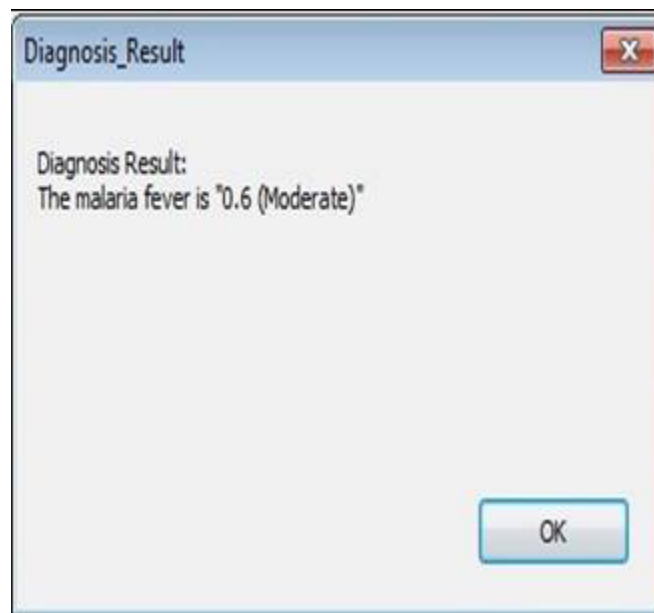 Diagnosis_Result
Diagnosis Result:
The malaria fever is "0.6 (Moderate)"
OK